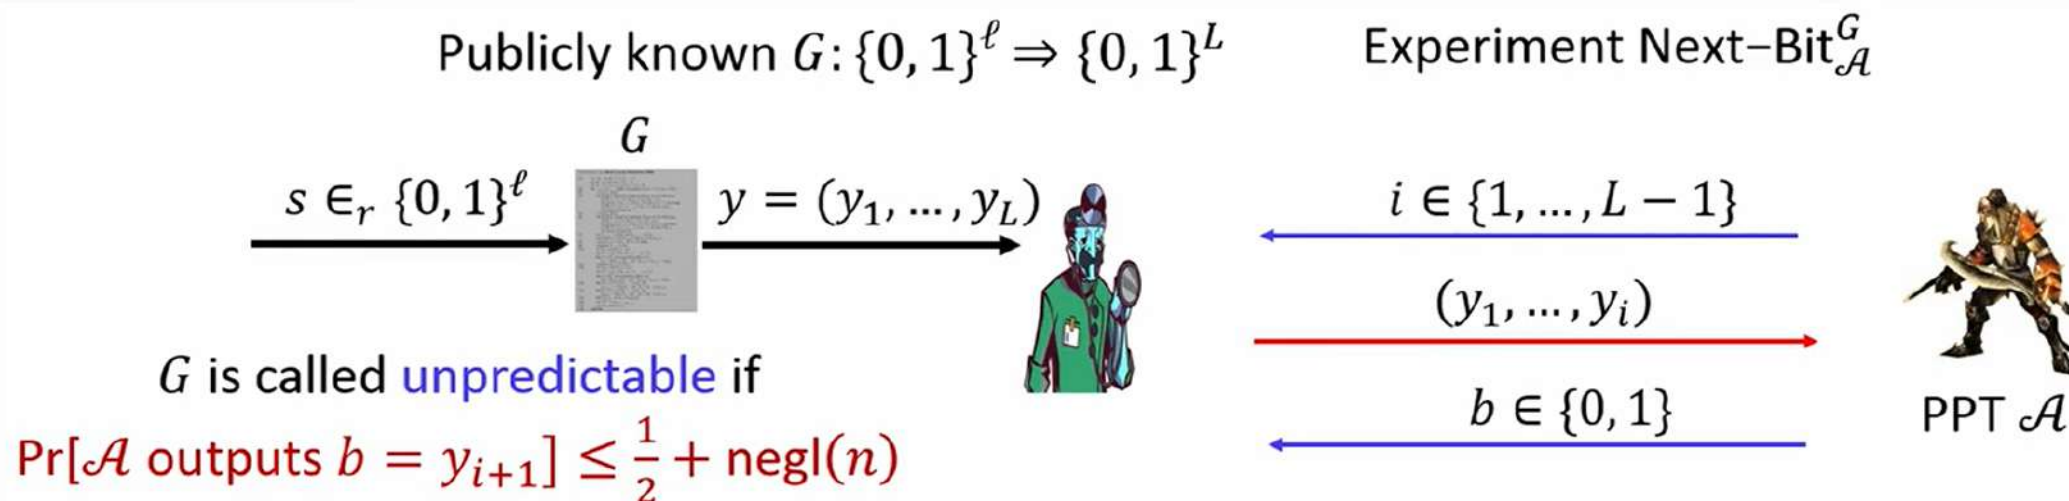 Publicly known G: {0, 1}^ℓ ⇒ {0, 1}^L
Experiment Next−Bit^G_𝒜
G
s ∈_r {0, 1}^ℓ
y = (y_1, …, y_L)
i ∈ {1, …, L − 1}
(y_1, …, y_i)
b ∈ {0, 1}
PPT 𝒜
G is called unpredictable if
Pr[𝒜 outputs b = y_{i+1}] ≤ 1/2 + negl(n)